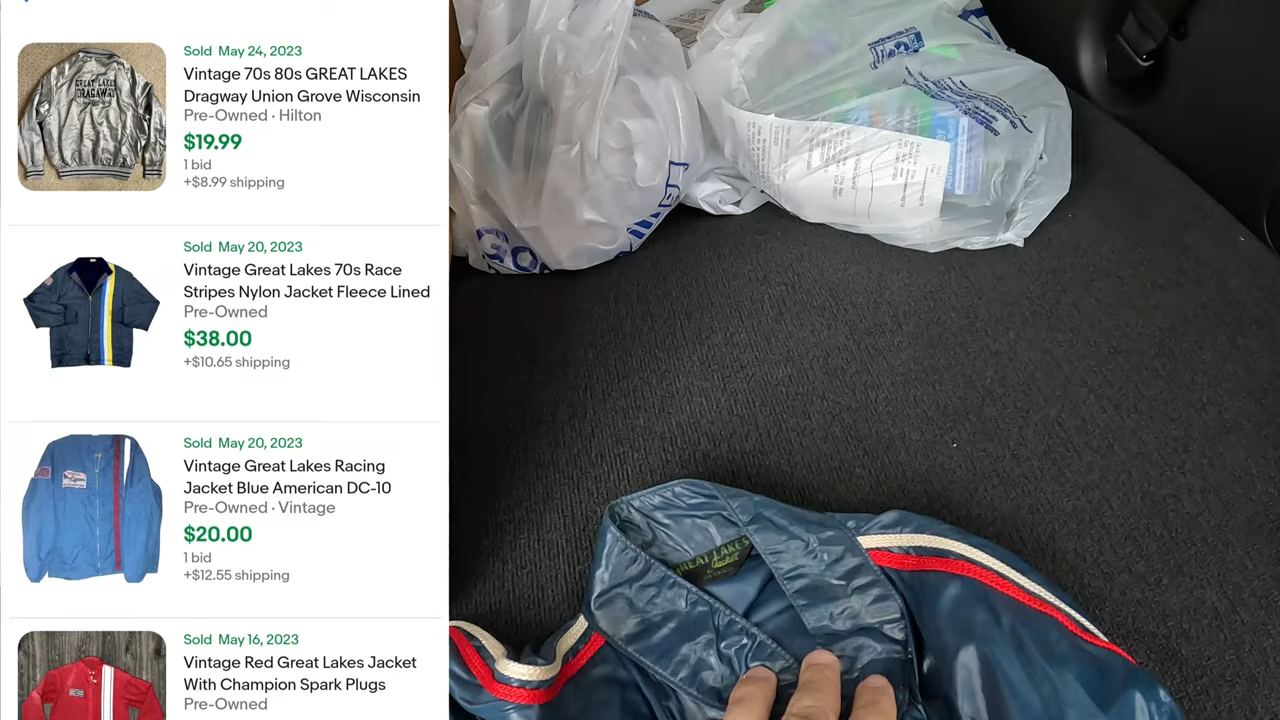 Sold May 24, 2023
Vintage 70s 80s GREAT LAKES
Dragway Union Grove Wisconsin
Pre-Owned · Hilton
$19.99
1 bid
+$8.99 shipping
GREAT LAKES
DRAGAWAY
Sold May 20, 2023
Vintage Great Lakes 70s Race
Stripes Nylon Jacket Fleece Lined
Pre-Owned
$38.00
+$10.65 shipping
Sold May 20, 2023
Vintage Great Lakes Racing
Jacket Blue American DC-10
Pre-Owned · Vintage
$20.00
1 bid
+$12.55 shipping
Sold May 16, 2023
Vintage Red Great Lakes Jacket
With Champion Spark Plugs
Pre-Owned
GREAT LAKES
Jacket